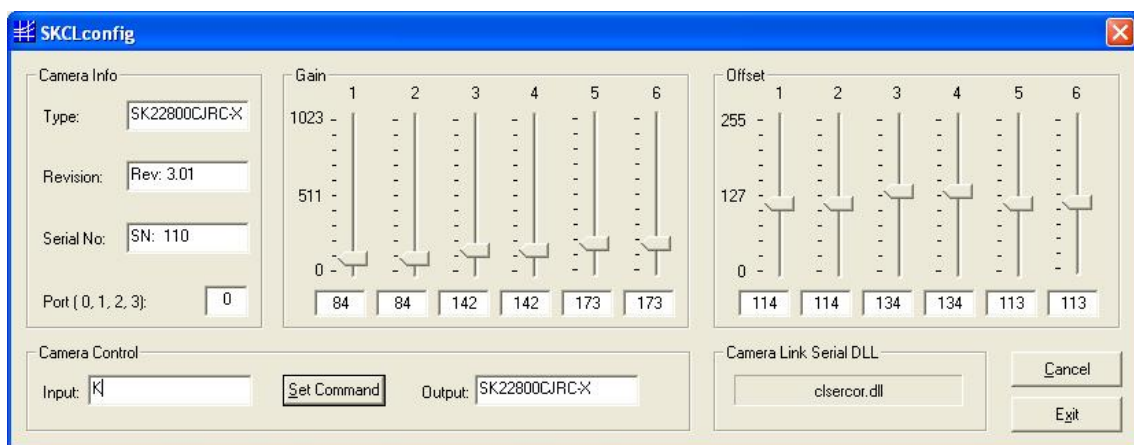 SKCLconfig
Camera Info
Type: SK22800CJRC-X
Revision: Rev: 3.01
Serial No: SN: 110
Port ( 0, 1, 2, 3): 0
Gain
1 2 3 4 5 6
1023
511
0
84 84 142 142 173 173
Offset
1 2 3 4 5 6
255
127
0
114 114 134 134 113 113
Camera Control
Input: K Set Command Output: SK22800CJRC-X
Camera Link Serial DLL
clsercor.dll
Cancel
Exit